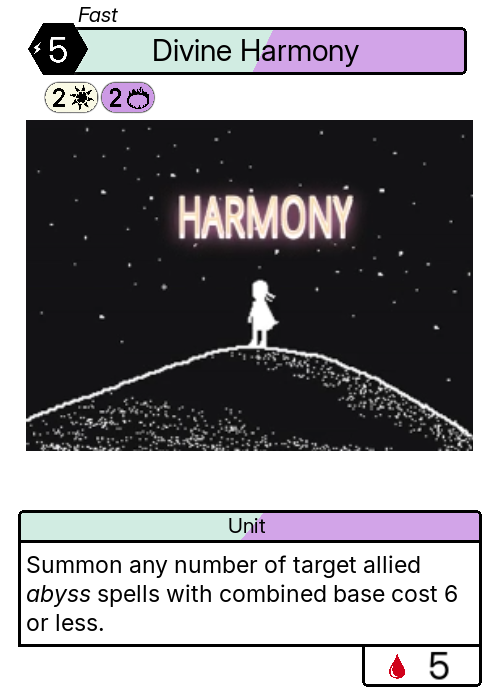 Fast
5 Divine Harmony
2 2
HARMONY
Unit
Summon any number of target allied
abyss spells with combined base cost 6
or less.
5